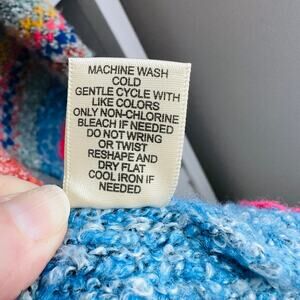 MACHINE WASH
COLD
GENTLE CYCLE WITH
LIKE COLORS
ONLY NON-CHLORINE
BLEACH IF NEEDED
DO NOT WRING
OR TWIST
RESHAPE AND
DRY FLAT
COOL IRON IF
NEEDED